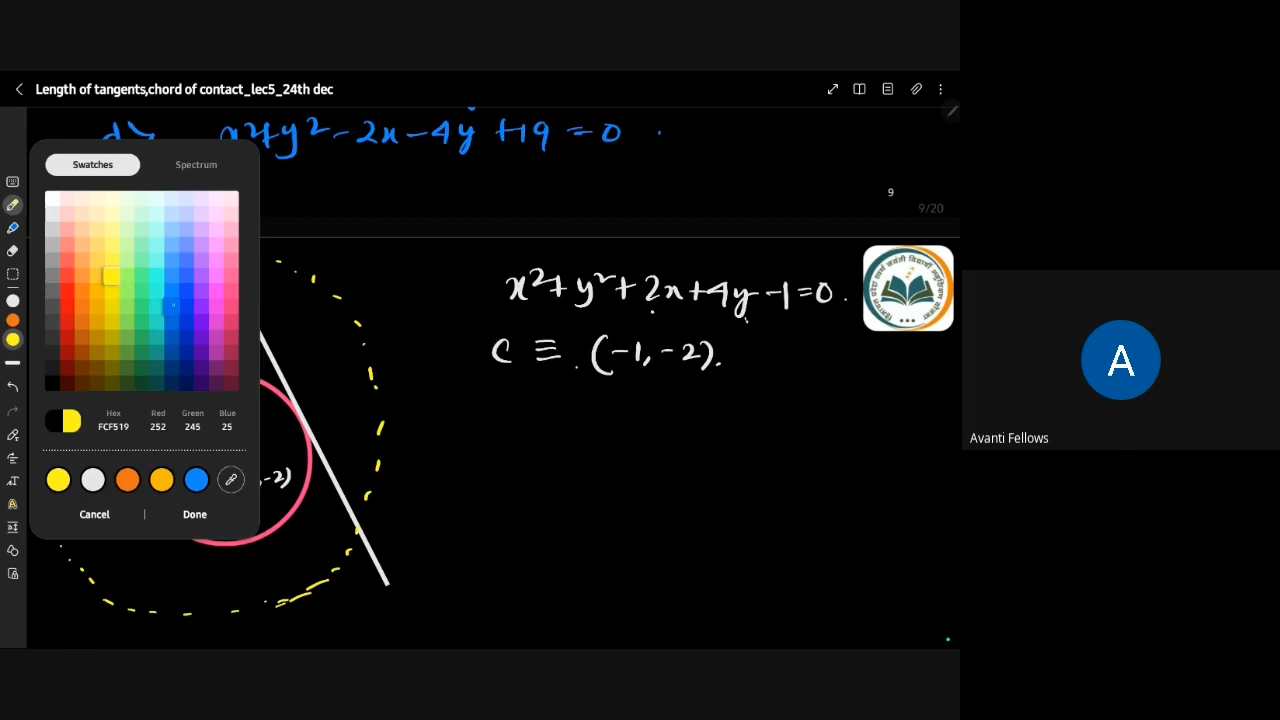 Length of tangents,chord of contact_lec5_24th dec
d> x²+y²-2x-4y+19=0
9
9/20
Swatches Spectrum
x²+y²+2x+4y-1=0.
C ≡ (-1,-2).
Hex Red Green Blue
FCF519 252 245 25
,-2)
Cancel | Done
A
Avanti Fellows